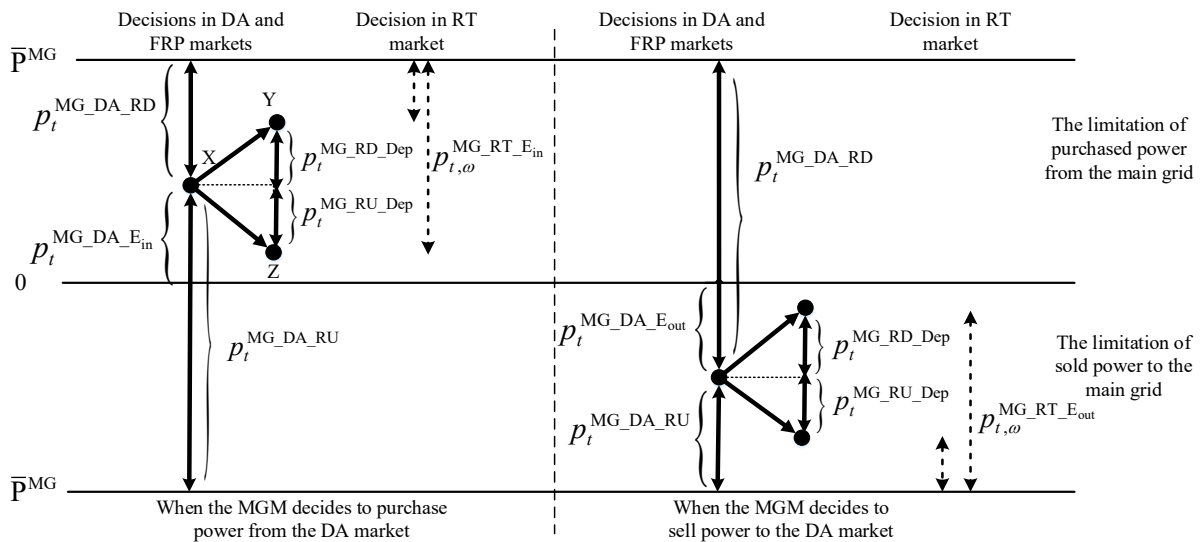 Decisions in DA and
FRP markets
Decision in RT
market
Decisions in DA and
FRP markets
Decision in RT
market
P̅^MG
p_t^MG_DA_RD
X
Y
p_t^MG_RD_Dep
p_t,ω^MG_RT_E_in
p_t^MG_RU_Dep
p_t^MG_DA_E_in
Z
0
p_t^MG_DA_RU
p_t^MG_DA_RD
The limitation of
purchased power
from the main grid
p_t^MG_DA_E_out
p_t^MG_RD_Dep
p_t^MG_RU_Dep
p_t^MG_DA_RU
p_t,ω^MG_RT_E_out
The limitation of
sold power to the
main grid
P̅^MG
When the MGM decides to purchase
power from the DA market
When the MGM decides to
sell power to the DA market